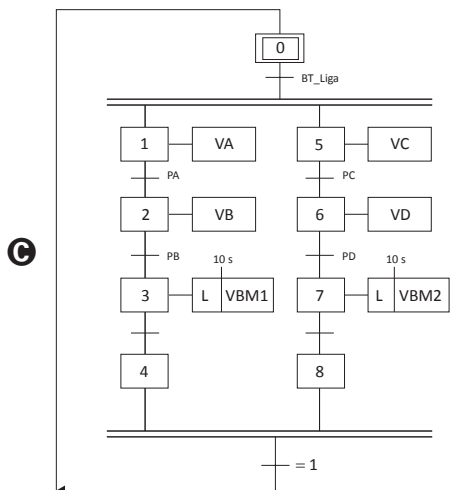 0
BT_Liga
1 VA 5 VC
PA PC
2 VB 6 VD
PB 10 s PD 10 s
C 3 L VBM1 7 L VBM2
4 8
= 1